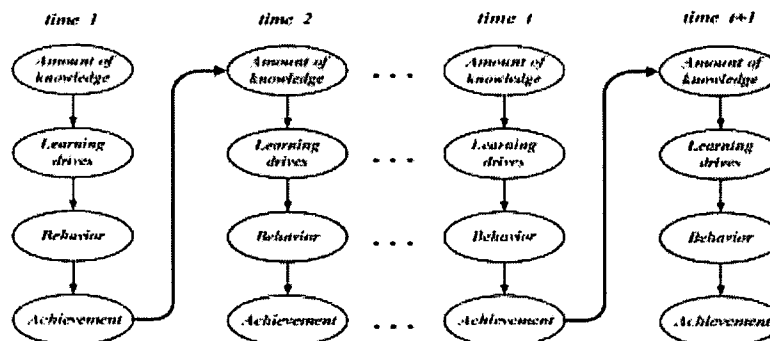 time 1 time 2 time t time t+1
Amount of knowledge Amount of knowledge . . . Amount of knowledge Amount of knowledge
Learning drives Learning drives . . . Learning drives Learning drives
Behavior Behavior . . . Behavior Behavior
Achievement Achievement . . . Achievement Achievement